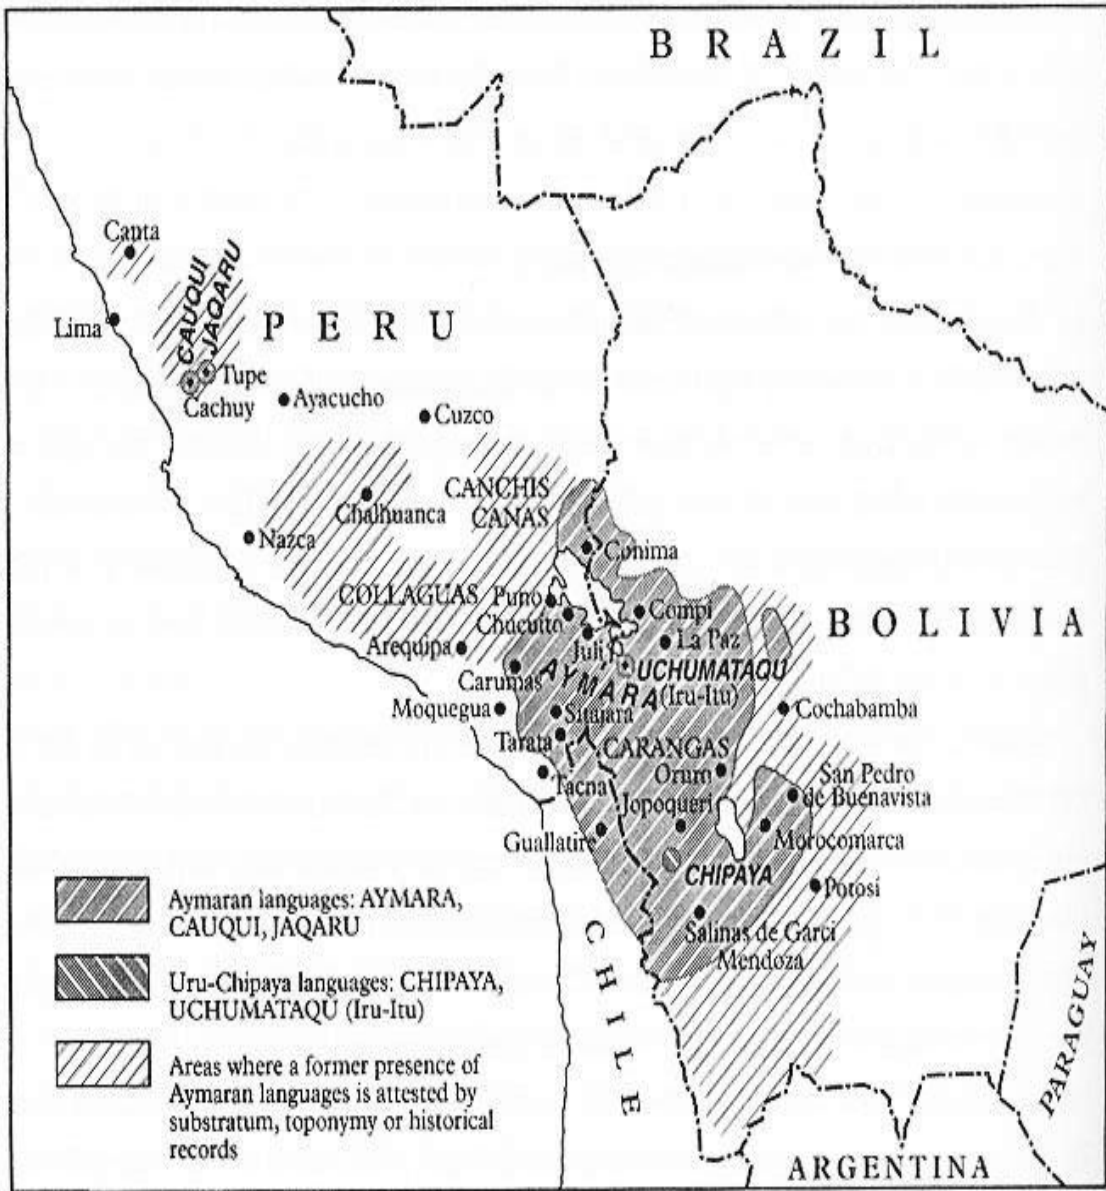 BRAZIL
Canta
CAUQUI
JAQARU
Lima
PERU
Tupe
Cachuy
Ayacucho
Cuzco
CANCHIS
CANAS
Chalhuanca
Nazca
Conima
COLLAGUAS
Puno
Compi
BOLIVIA
Chucuito
La Paz
Arequipa
Juli
UCHUMATAQU
(Iru-Itu)
Carumas
AYMARA
Moquegua
Sitajara
Cochabamba
Tarata
CARANGAS
Orum
San Pedro
de Buenavista
Tacna
Jopoqueri
Guallatire
Morocomarca
CHIPAYA
Potosi
Salinas de Garci
Mendoza
CHILE
PARAGUAY
ARGENTINA
Aymaran languages: AYMARA,
CAUQUI, JAQARU
Uru-Chipaya languages: CHIPAYA,
UCHUMATAQU (Iru-Itu)
Areas where a former presence of
Aymaran languages is attested by
substratum, toponymy or historical
records